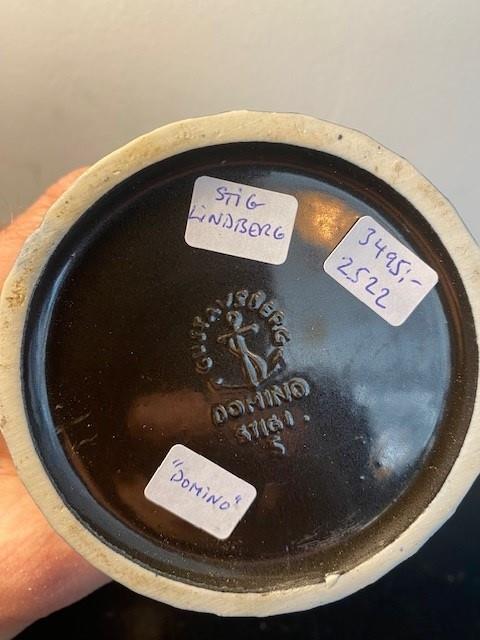 STIG
LINDBERG
3495,-
2522
GUSTAVSBERG
DOMINO
"DOMINO"